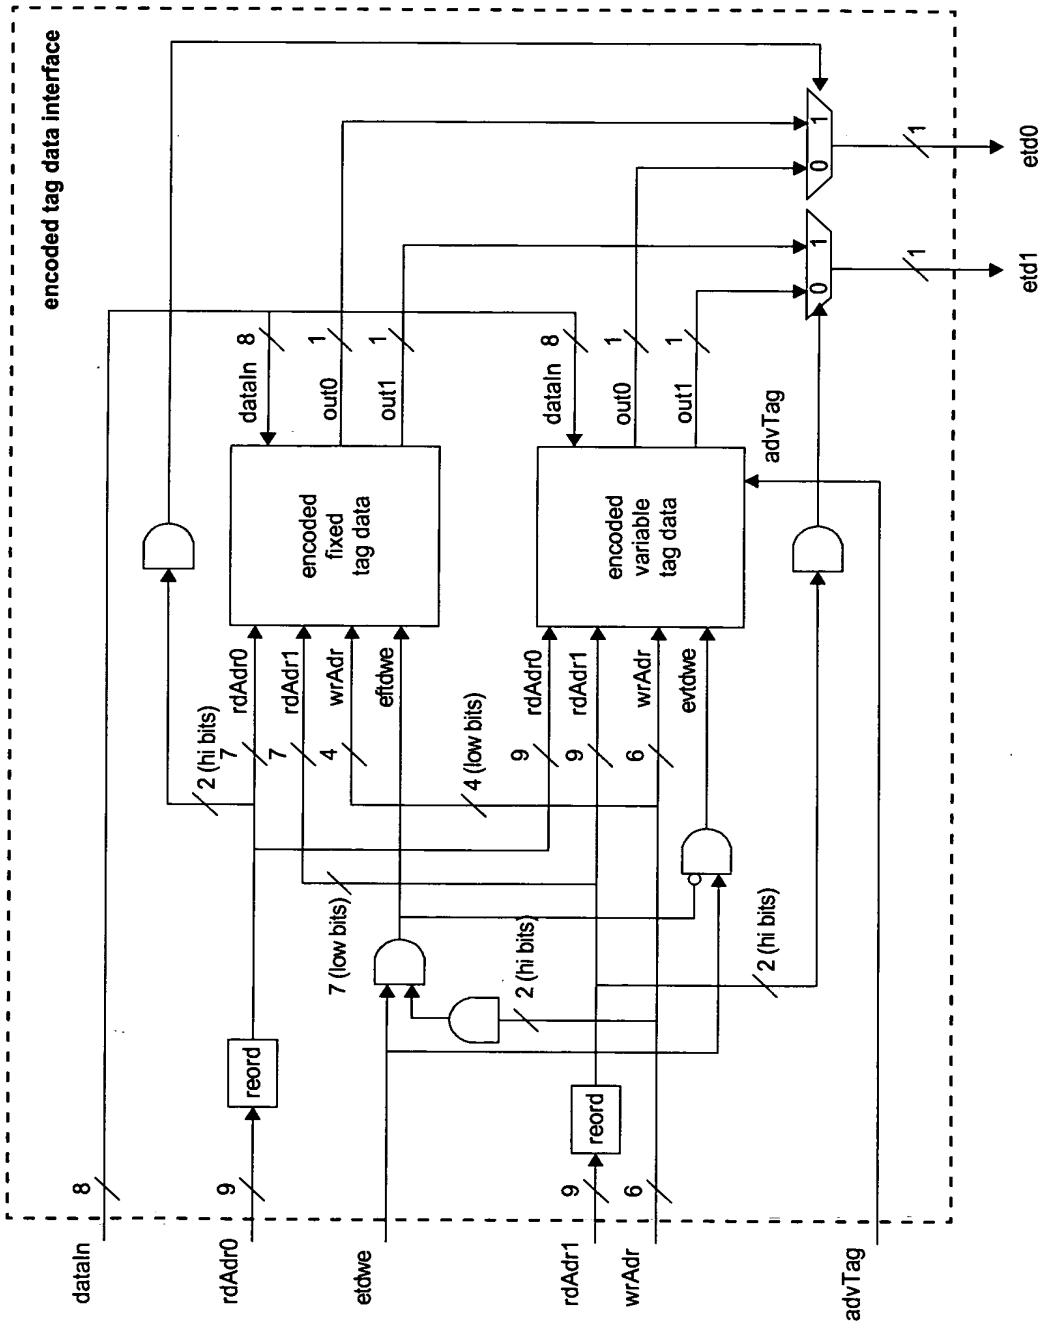 encoded tag data interface
dataIn
8
rdAdr0
9
reord
etdwe
rdAdr1
9
reord
wrAdr
6
advTag
2 (hi bits)
7 (low bits)
2 (hi bits)
4 (low bits)
2 (hi bits)
7
rdAdr0
7
rdAdr1
4
wrAdr
eftdwe
encoded
fixed
tag data
dataIn
8
out0
1
out1
1
9
rdAdr0
9
rdAdr1
6
wrAdr
evtdwe
encoded
variable
tag data
dataIn
8
out0
1
out1
1
advTag
0
1
0
1
1
etd0
1
etd1